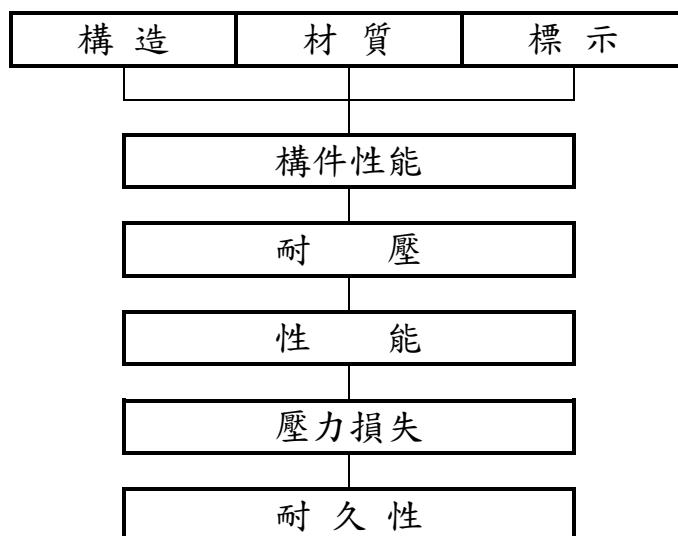 構造 材質 標示
構件性能
耐壓
性能
壓力損失
耐久性